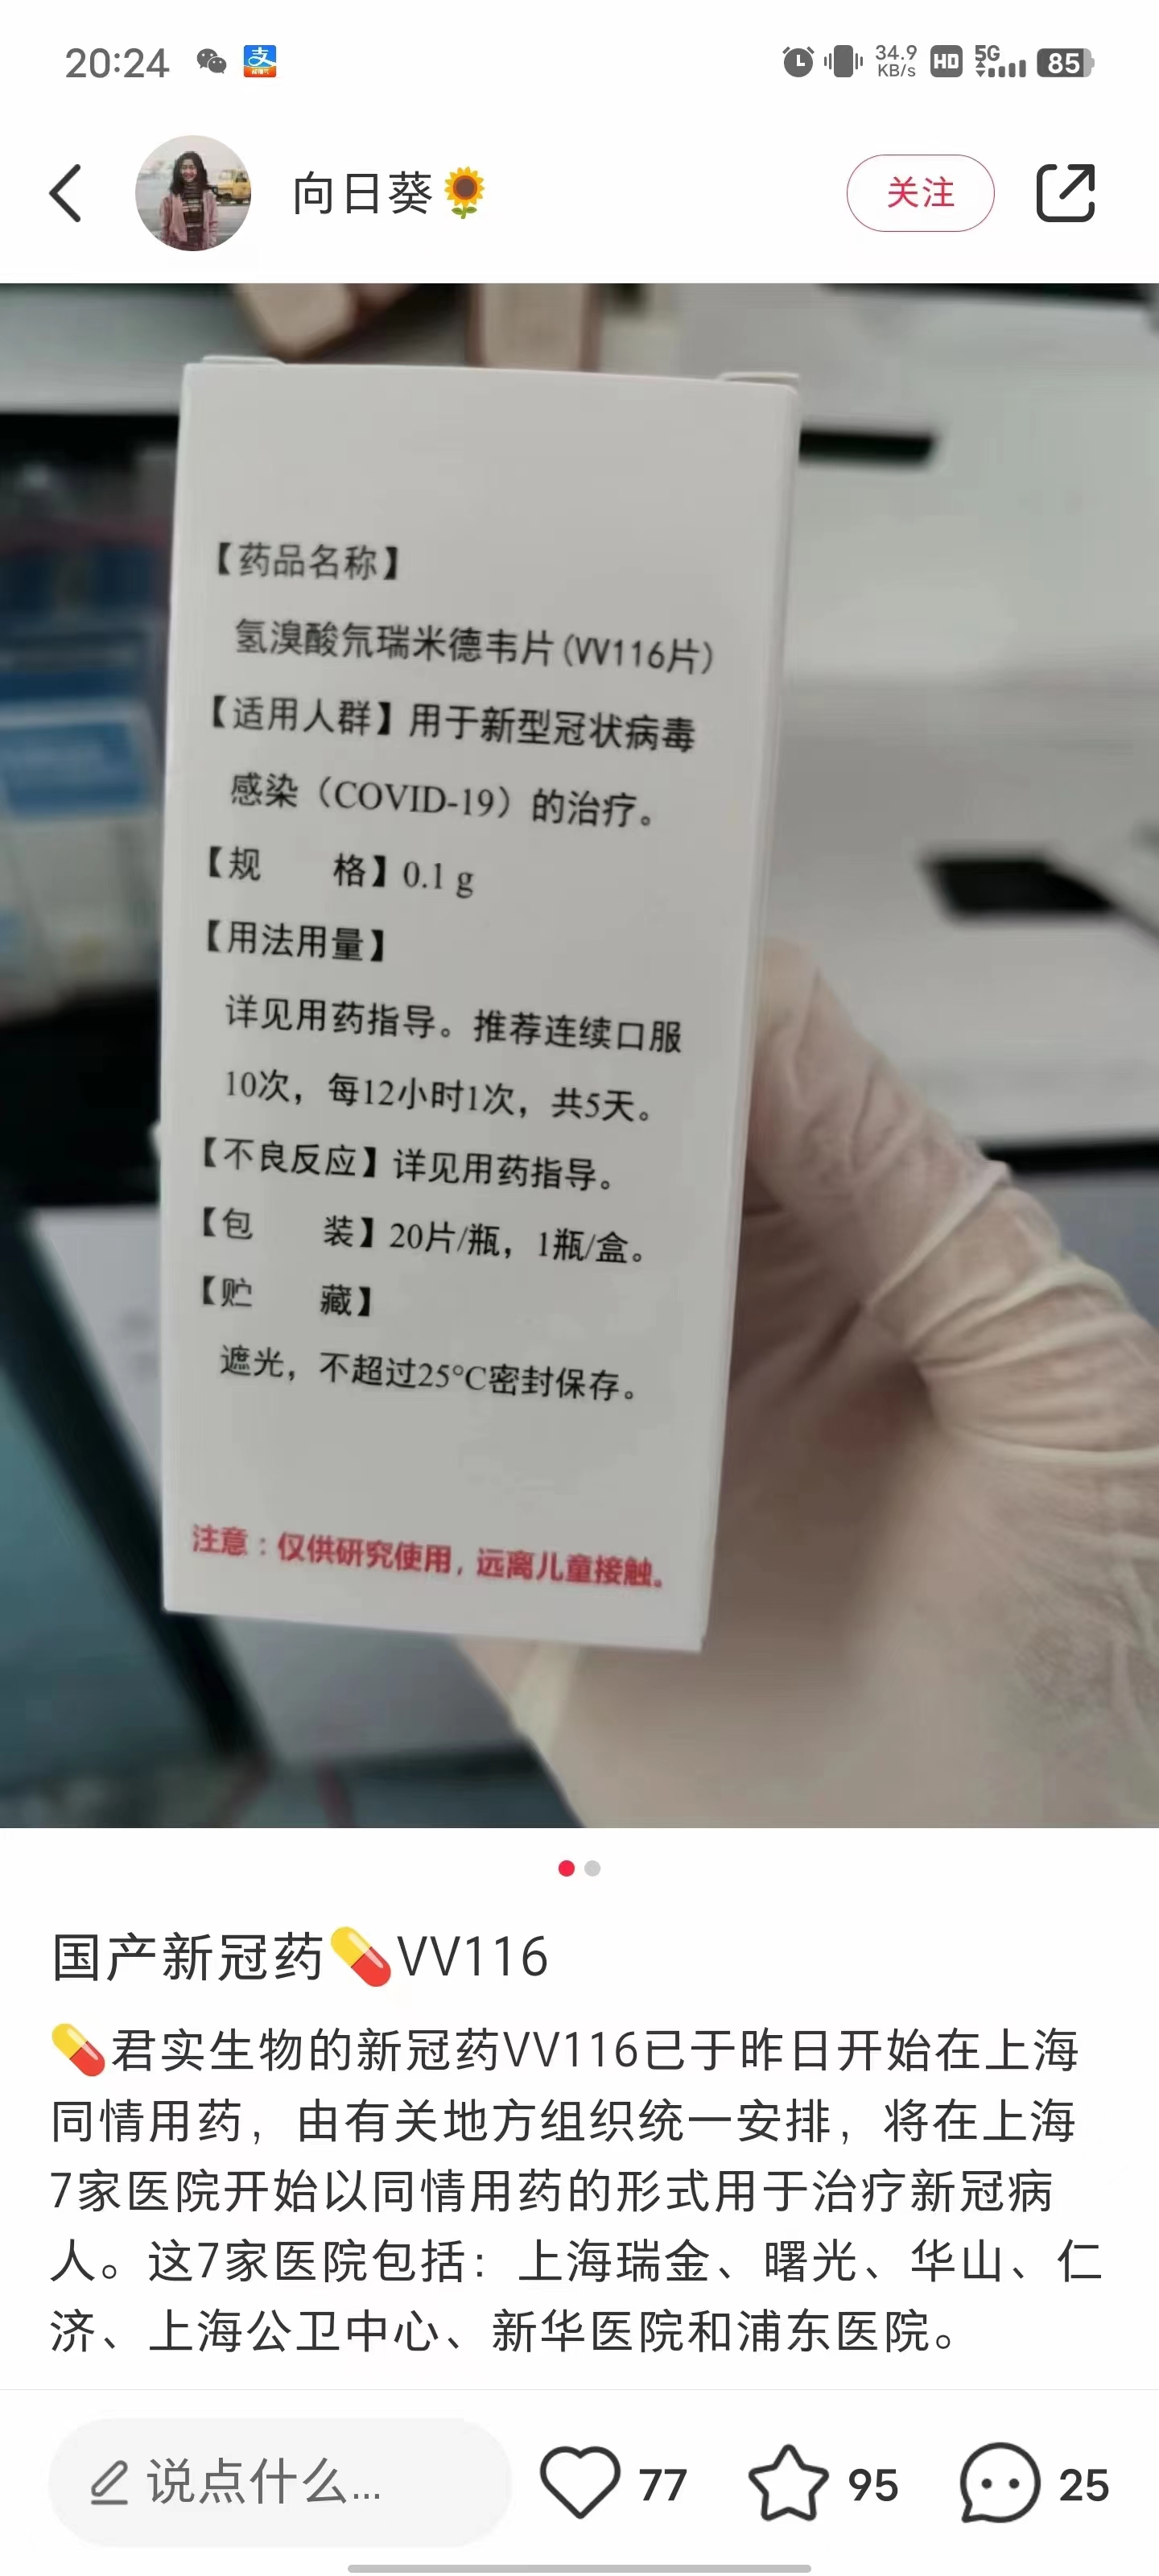 20:24
34.9
KB/s
HD
5G
85
向日葵🌻
关注
【药品名称】
氢溴酸氘瑞米德韦片(VV116片)
【适用人群】用于新型冠状病毒
感染（COVID-19）的治疗。
【规 格】0.1 g
【用法用量】
详见用药指导。推荐连续口服
10次，每12小时1次，共5天。
【不良反应】详见用药指导。
【包 装】20片/瓶，1瓶/盒。
【贮 藏】
遮光，不超过25°C密封保存。
注意：仅供研究使用，远离儿童接触。
国产新冠药💊VV116
💊君实生物的新冠药VV116已于昨日开始在上海
同情用药，由有关地方组织统一安排，将在上海
7家医院开始以同情用药的形式用于治疗新冠病
人。这7家医院包括：上海瑞金、曙光、华山、仁
济、上海公卫中心、新华医院和浦东医院。
说点什么...
77
95
25